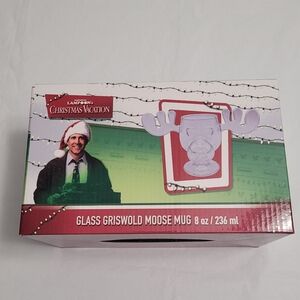 LAMPOON'S
CHRISTMAS VACATION
GLASS GRISWOLD MOOSE MUG 8 oz / 236 ml